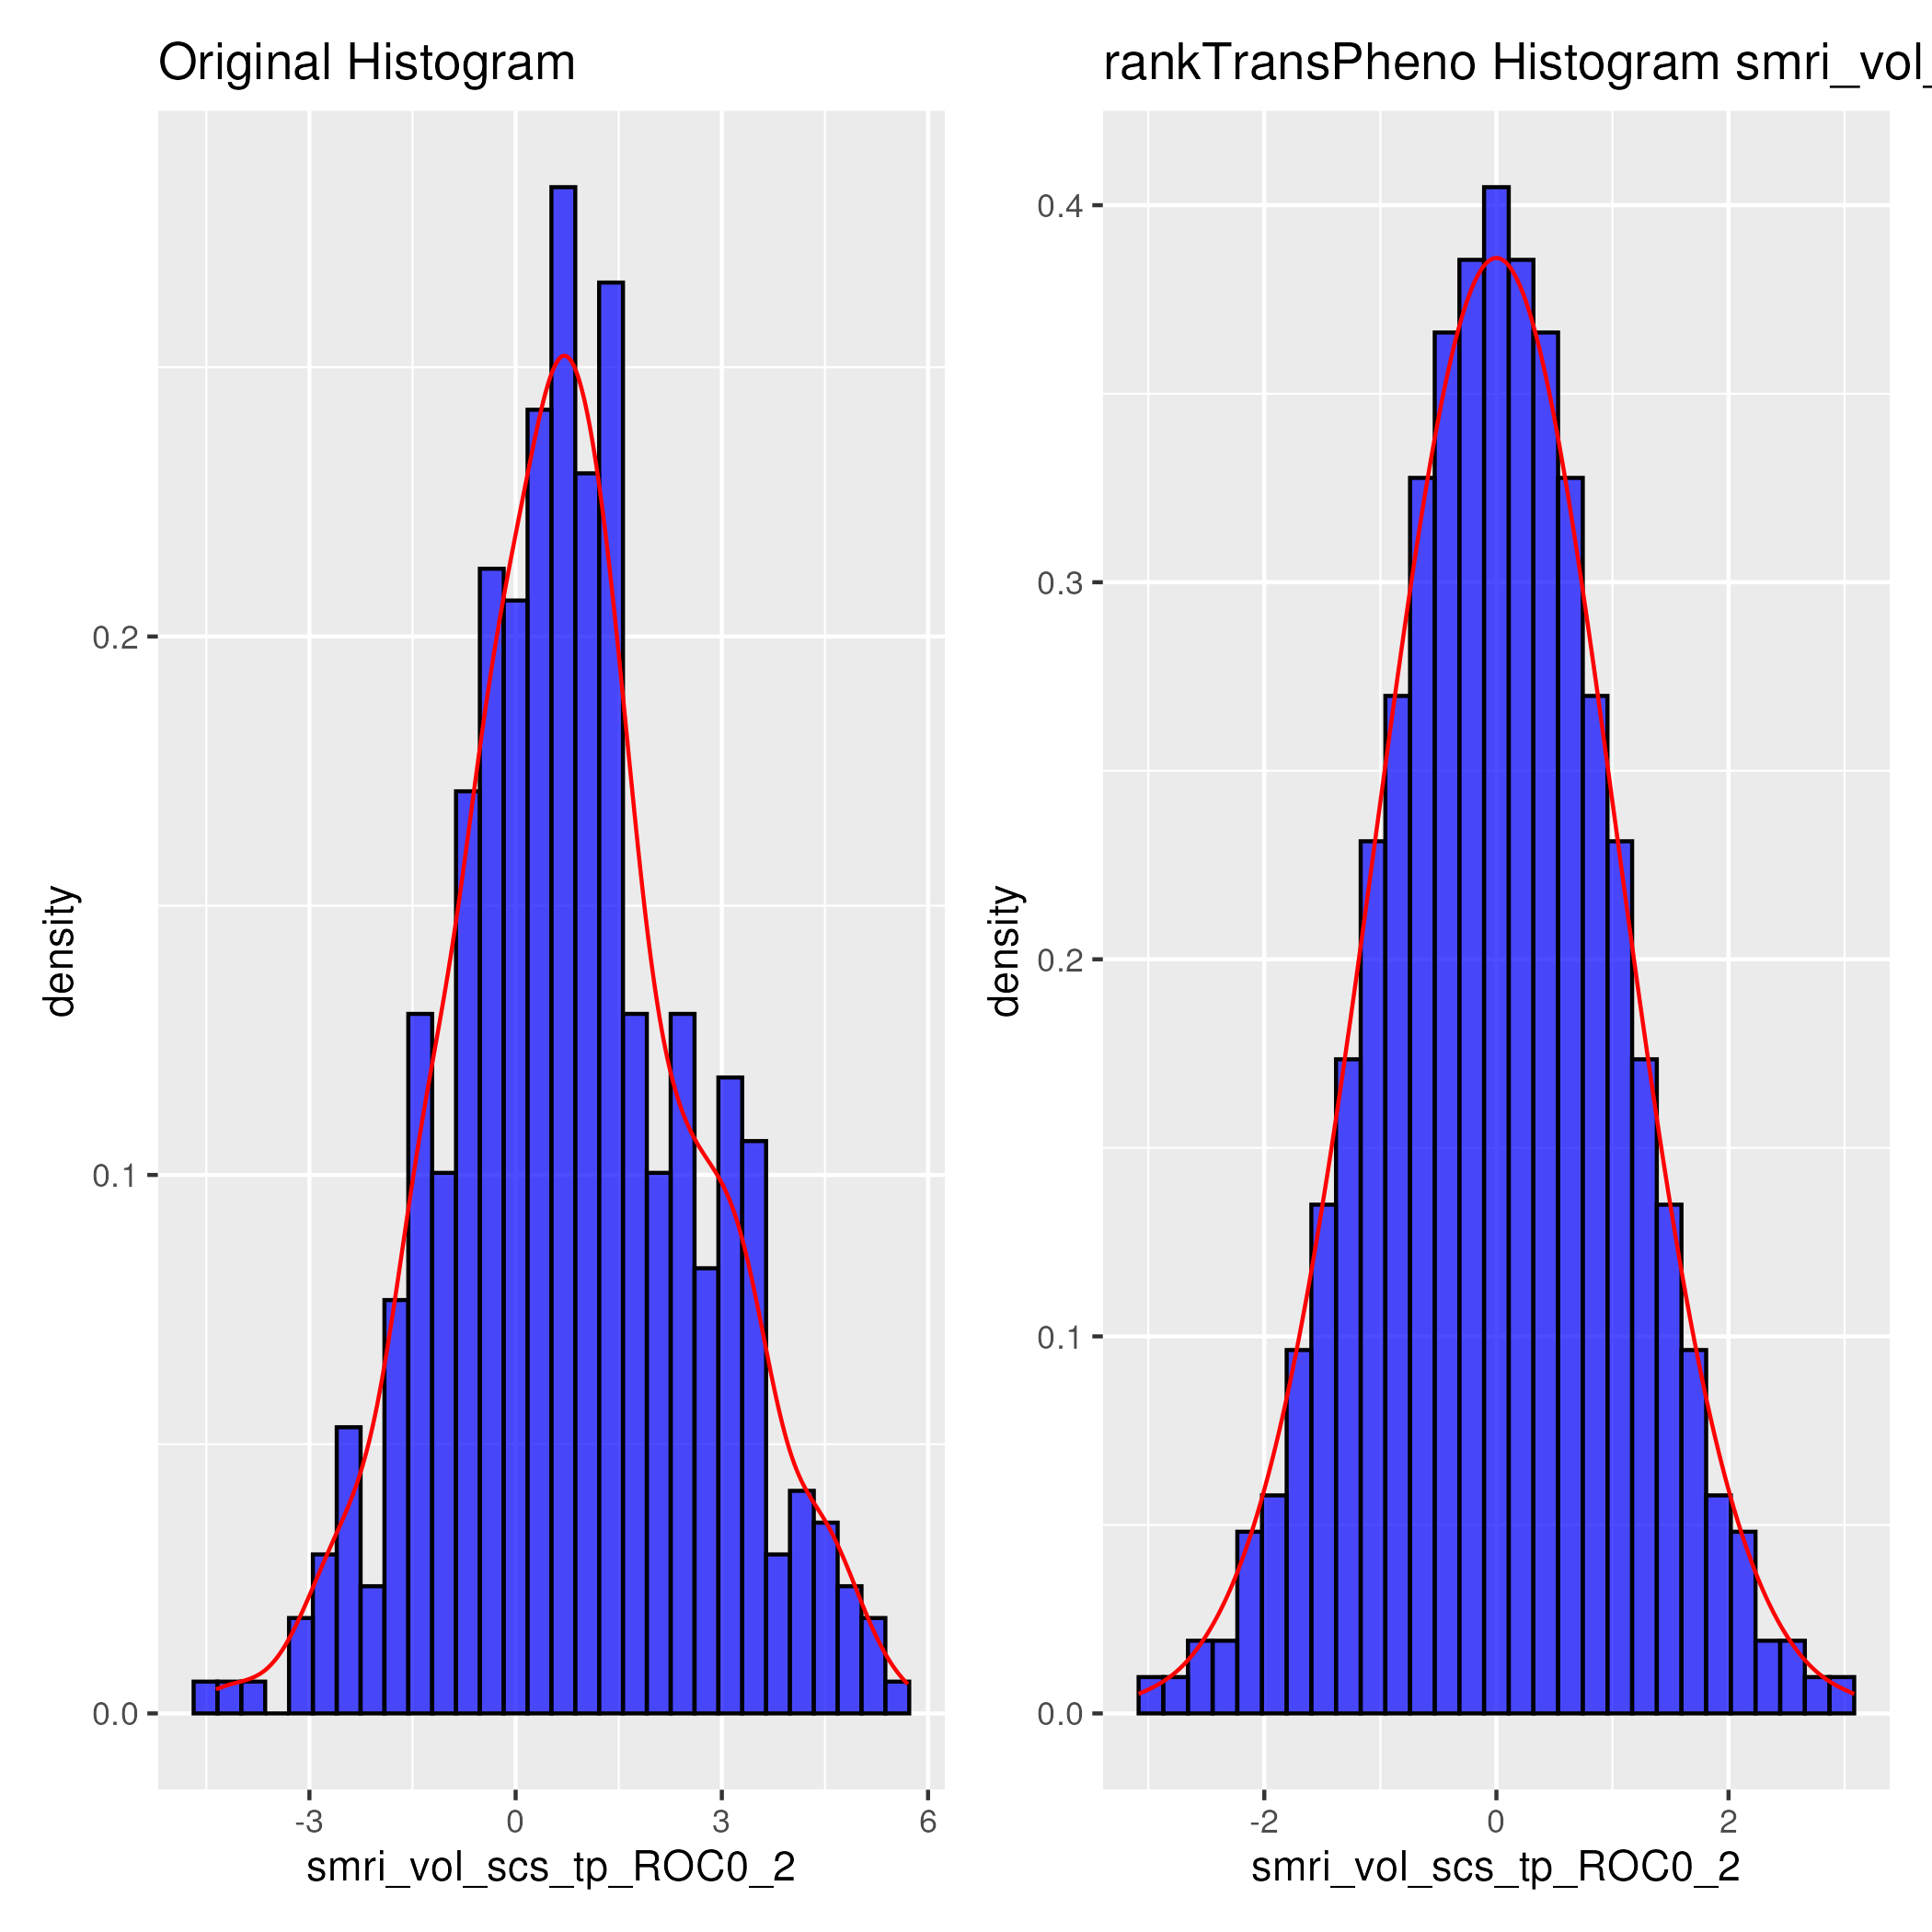 Original Histogram
density
0.2
0.1
0.0
-3
0
3
6
smri_vol_scs_tp_ROC0_2
rankTransPheno Histogram smri_vol_
density
0.4
0.3
0.2
0.1
0.0
-2
0
2
smri_vol_scs_tp_ROC0_2